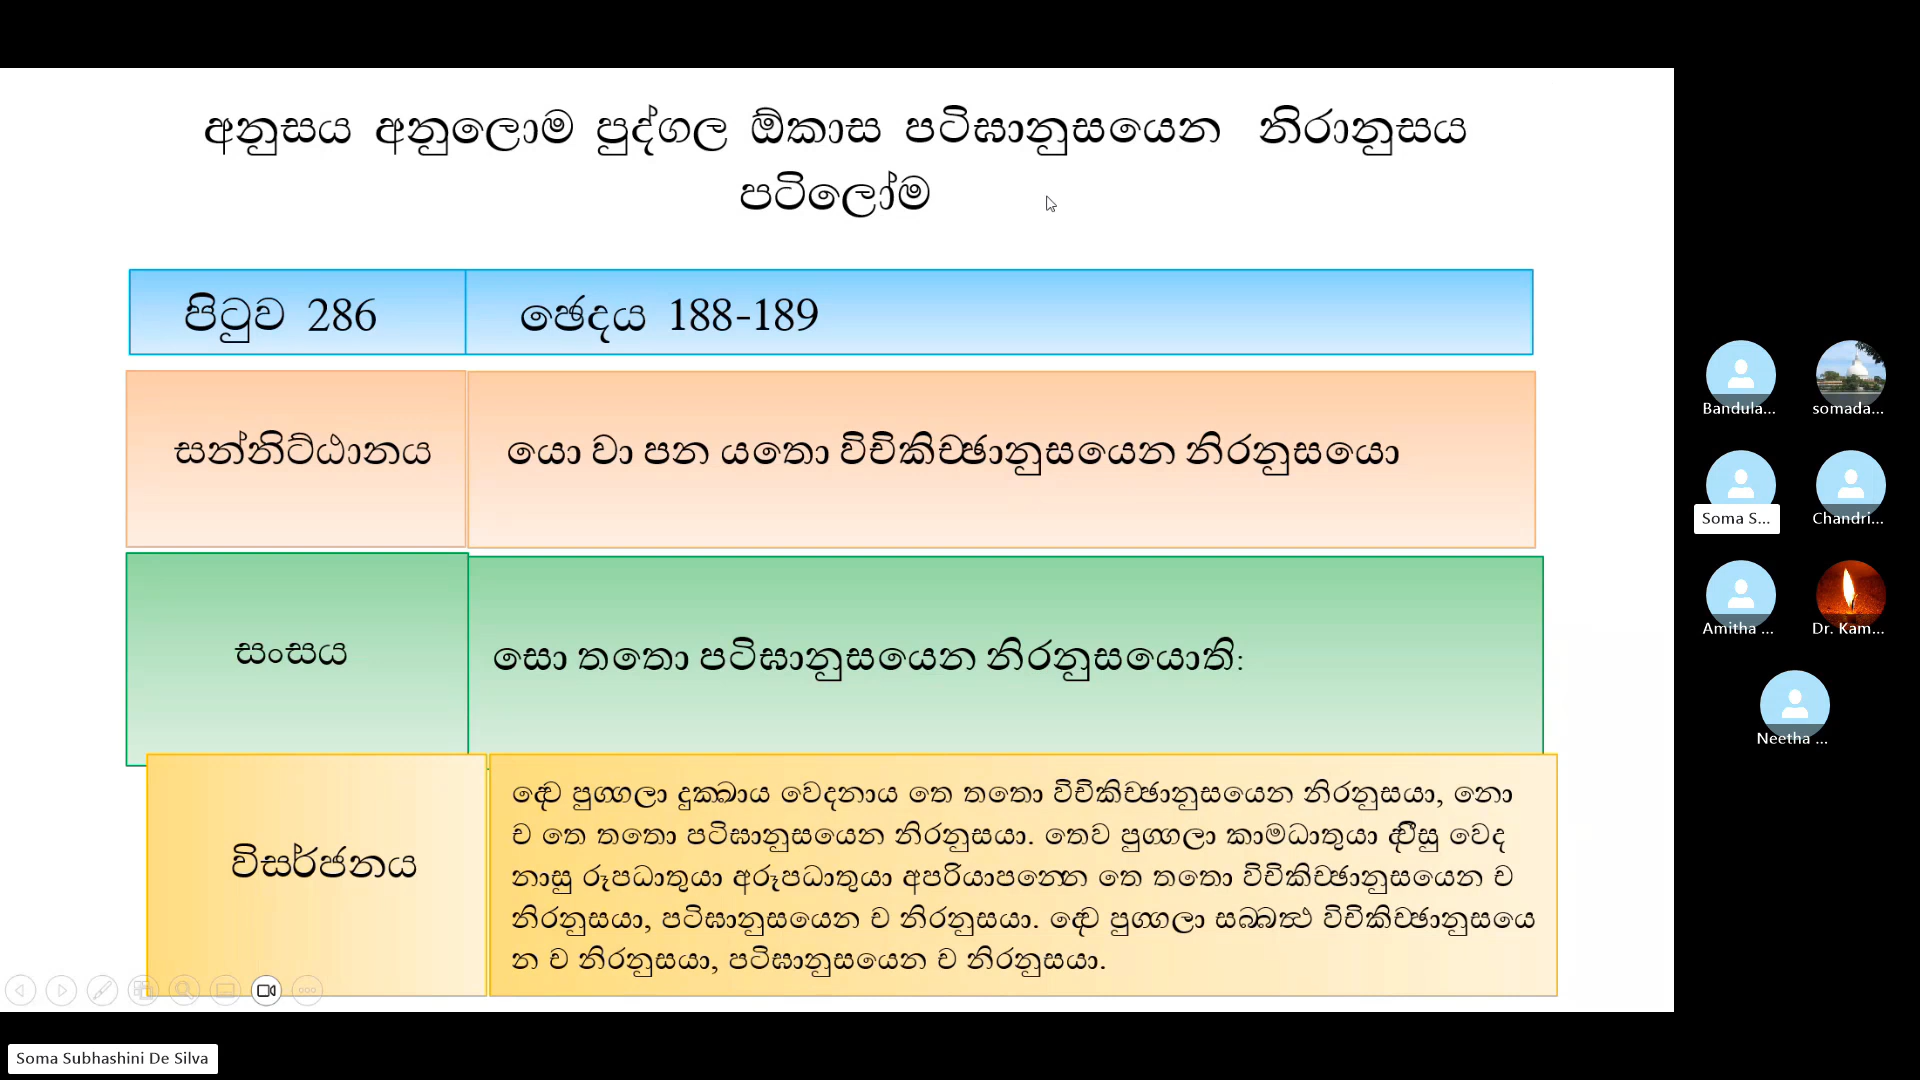 අනුසය අනුලොම පුද්ගල ඕකාස පටිඝානුසයෙන නිරානුසය
පටිලෝම
පිටුව 286
ඡෙදය 188-189
සන්නිට්ඨානය
යො වා පන යතො විචිකිච්ඡානුසයෙන නිරනුසයො
සංසය
සො තතො පටිඝානුසයෙන නිරනුසයොති:
විසර්ජනය
ද්වෙ පුග්ගලා දුක්ඛාය වෙදනාය තෙ තතො විචිකිච්ඡානුසයෙන නිරනුසයා, නො
ච තෙ තතො පටිඝානුසයෙන නිරනුසයා. තෙව පුග්ගලා කාමධාතුයා ද්වීසු වෙද
නාසු රූපධාතුයා අරූපධාතුයා අපරියාපන්නෙ තෙ තතො විචිකිච්ඡානුසයෙන ච
නිරනුසයා, පටිඝානුසයෙන ච නිරනුසයා. ද්වෙ පුග්ගලා සබ්බත්ථ විචිකිච්ඡානුසයෙ
න ච නිරනුසයා, පටිඝානුසයෙන ච නිරනුසයා.
Bandula...
somada...
Soma S...
Chandri...
Amitha ...
Dr. Kam...
Neetha ...
Soma Subhashini De Silva